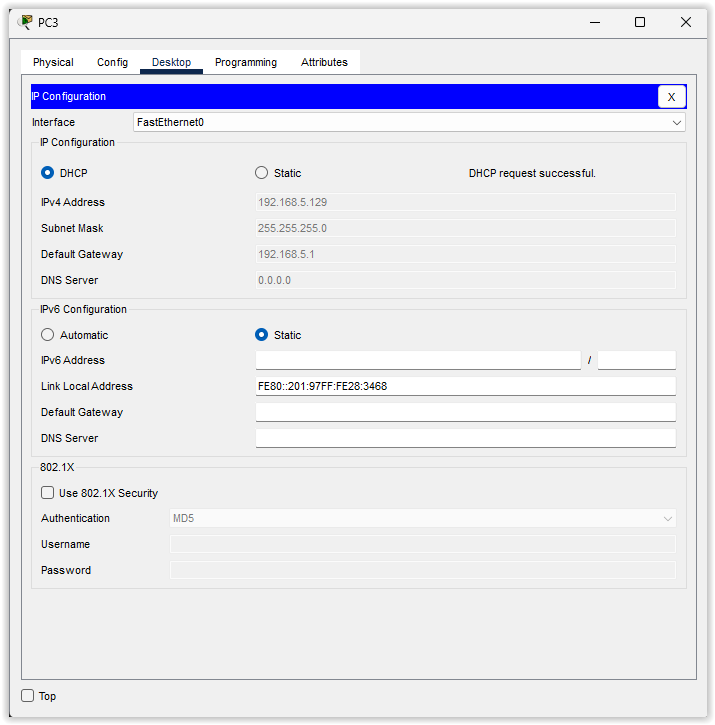 PC3
Physical Config Desktop Programming Attributes
IP Configuration X
Interface FastEthernet0
IP Configuration
DHCP Static DHCP request successful.
IPv4 Address 192.168.5.129
Subnet Mask 255.255.255.0
Default Gateway 192.168.5.1
DNS Server 0.0.0.0
IPv6 Configuration
Automatic Static
IPv6 Address /
Link Local Address FE80::201:97FF:FE28:3468
Default Gateway
DNS Server
802.1X
Use 802.1X Security
Authentication MD5
Username
Password
Top